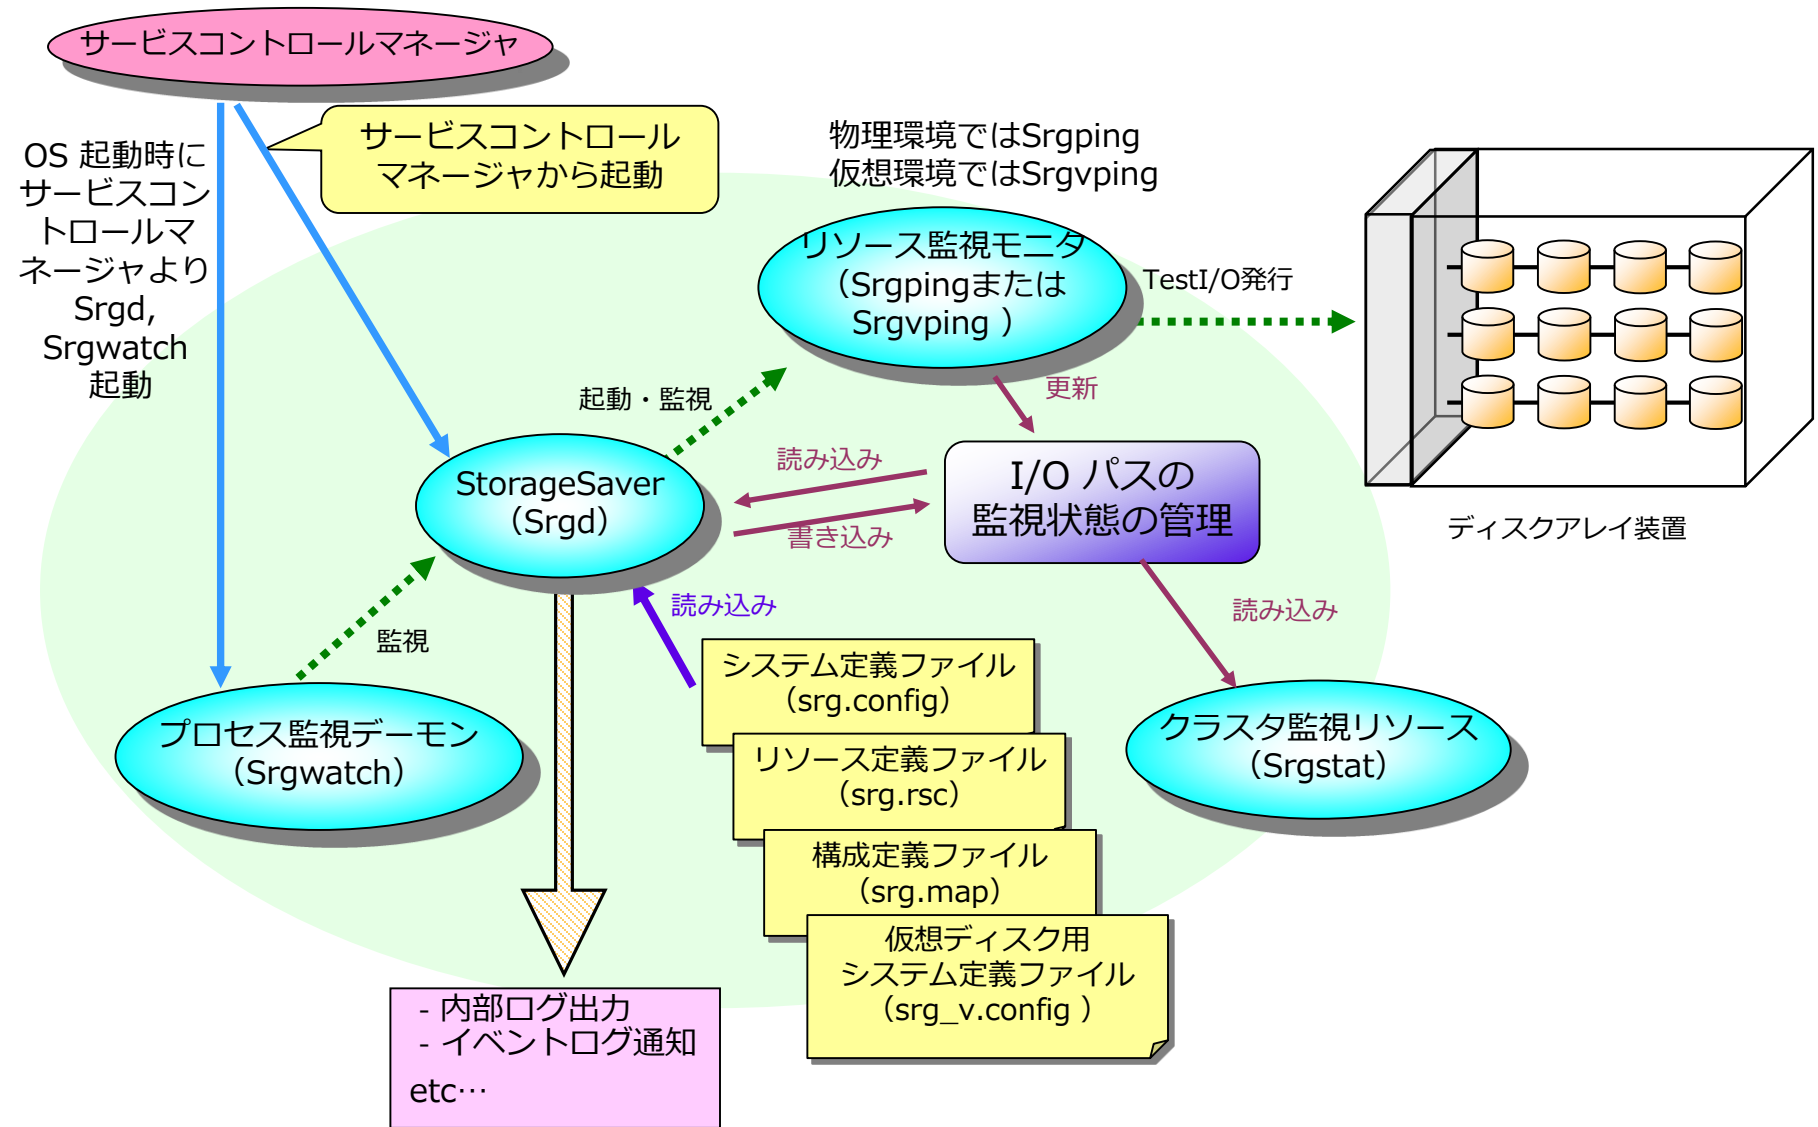 サービスコントロールマネージャ
サービスコントロール
マネージャから起動
OS 起動時に
サービスコン
トロールマ
ネージャより
Srgd,
Srgwatch
起動
物理環境ではSrgping
仮想環境ではSrgvping
リソース監視モニタ
（Srgpingまたは
Srgvping ）
TestI/O発行
ディスクアレイ装置
起動・監視
更新
StorageSaver
（Srgd）
読み込み
書き込み
I/O パスの
監視状態の管理
読み込み
読み込み
監視
プロセス監視デーモン
（Srgwatch）
システム定義ファイル
（srg.config）
リソース定義ファイル
（srg.rsc）
構成定義ファイル
（srg.map）
仮想ディスク用
システム定義ファイル
（srg_v.config ）
クラスタ監視リソース
（Srgstat）
- 内部ログ出力
- イベントログ通知
etc…